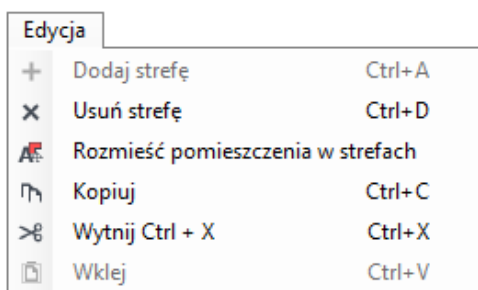 Edycja
Dodaj strefę Ctrl+A
Usuń strefę Ctrl+D
Rozmieść pomieszczenia w strefach
Kopiuj Ctrl+C
Wytnij Ctrl + X Ctrl+X
Wklej Ctrl+V